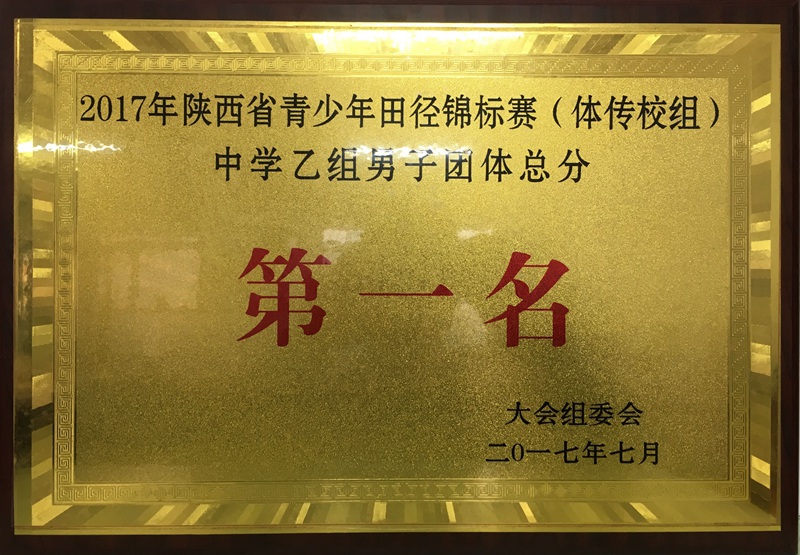 2017年陕西省青少年田径锦标赛（体传校组）
中学乙组男子团体总分
第一名
大会组委会
二0一七年七月